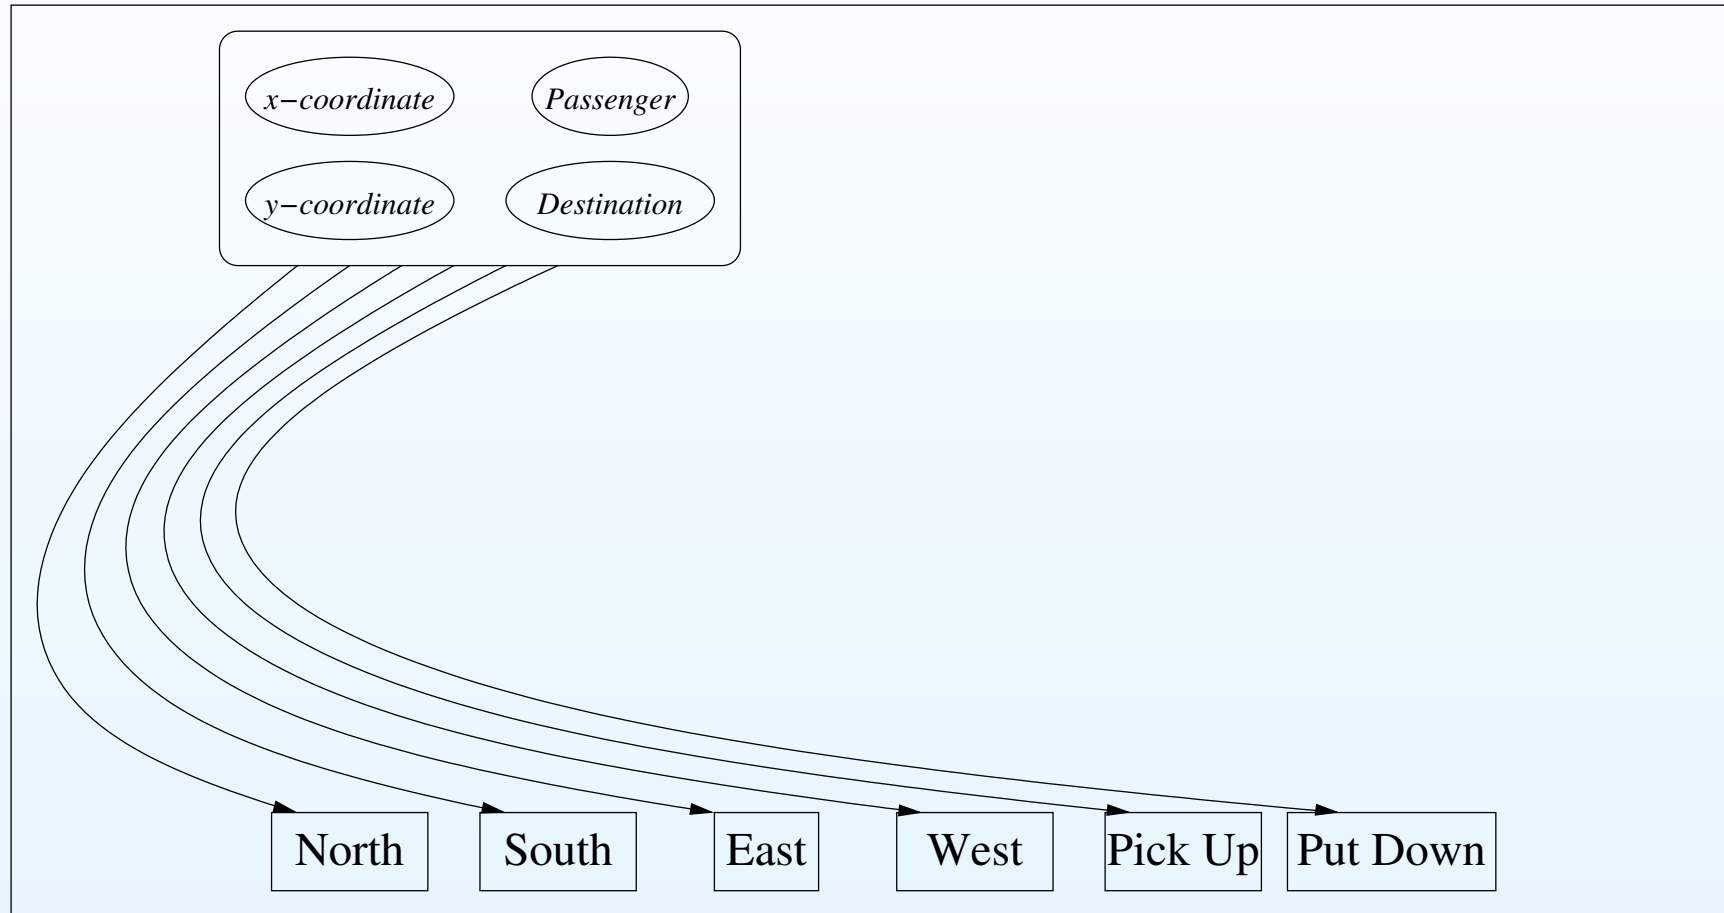 x−coordinate Passenger
y−coordinate Destination
North South East West Pick Up Put Down